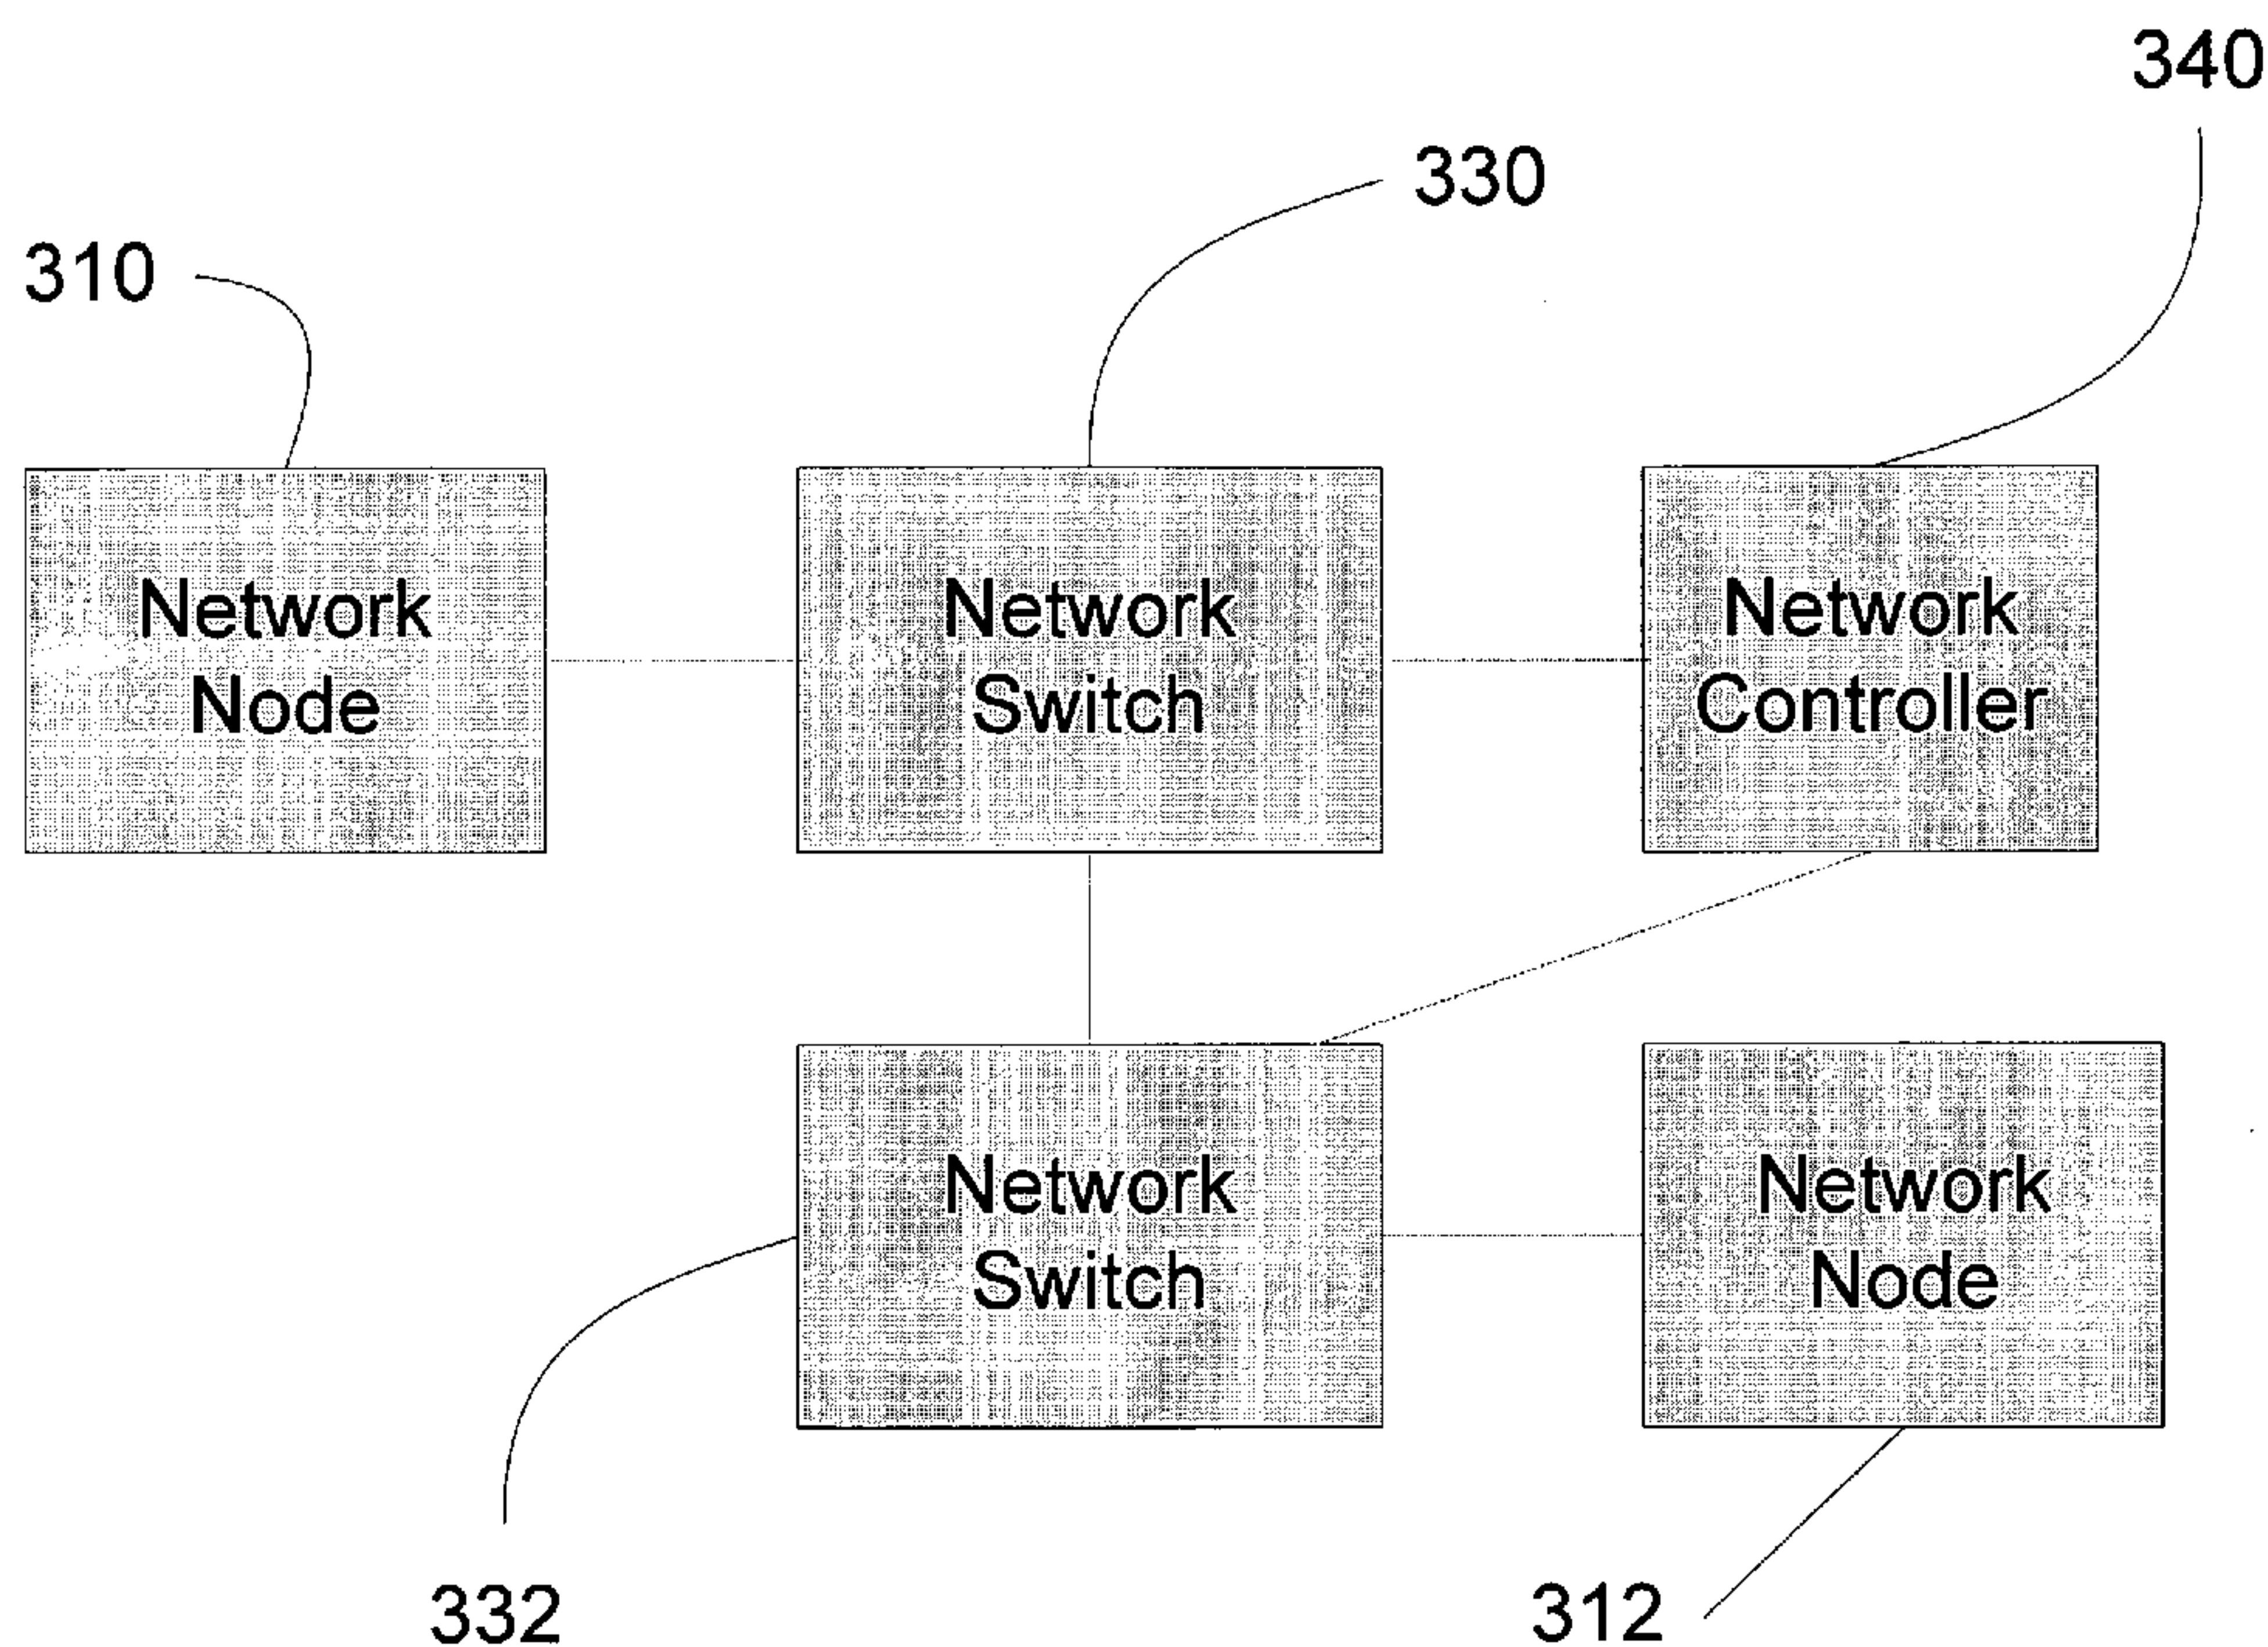 340
330
310
Network
Node
Network
Switch
Network
Controller
Network
Switch
Network
Node
332
312